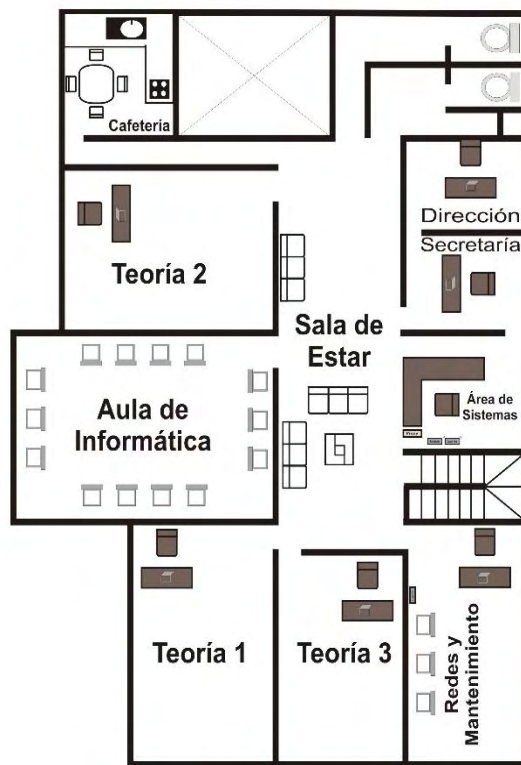 Cafetería
Dirección
Secretaría
Teoría 2
Sala de
Estar
Área de
Sistemas
Aula de
Informática
Teoría 1
Teoría 3
Redes y
Mantenimiento